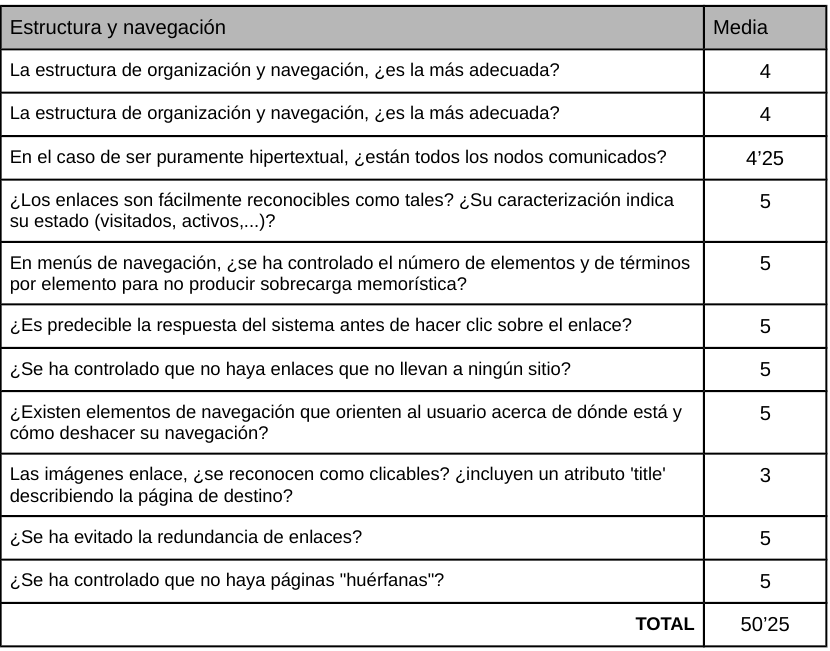 Estructura y navegación Media
La estructura de organización y navegación, ¿es la más adecuada? 4
La estructura de organización y navegación, ¿es la más adecuada? 4
En el caso de ser puramente hipertextual, ¿están todos los nodos comunicados? 4’25
¿Los enlaces son fácilmente reconocibles como tales? ¿Su caracterización indica 5
su estado (visitados, activos,...)?
En menús de navegación, ¿se ha controlado el número de elementos y de términos 5
por elemento para no producir sobrecarga memorística?
¿Es predecible la respuesta del sistema antes de hacer clic sobre el enlace? 5
¿Se ha controlado que no haya enlaces que no llevan a ningún sitio? 5
¿Existen elementos de navegación que orienten al usuario acerca de dónde está y 5
cómo deshacer su navegación?
Las imágenes enlace, ¿se reconocen como clicables? ¿incluyen un atributo 'title' 3
describiendo la página de destino?
¿Se ha evitado la redundancia de enlaces? 5
¿Se ha controlado que no haya páginas "huérfanas"? 5
TOTAL 50’25